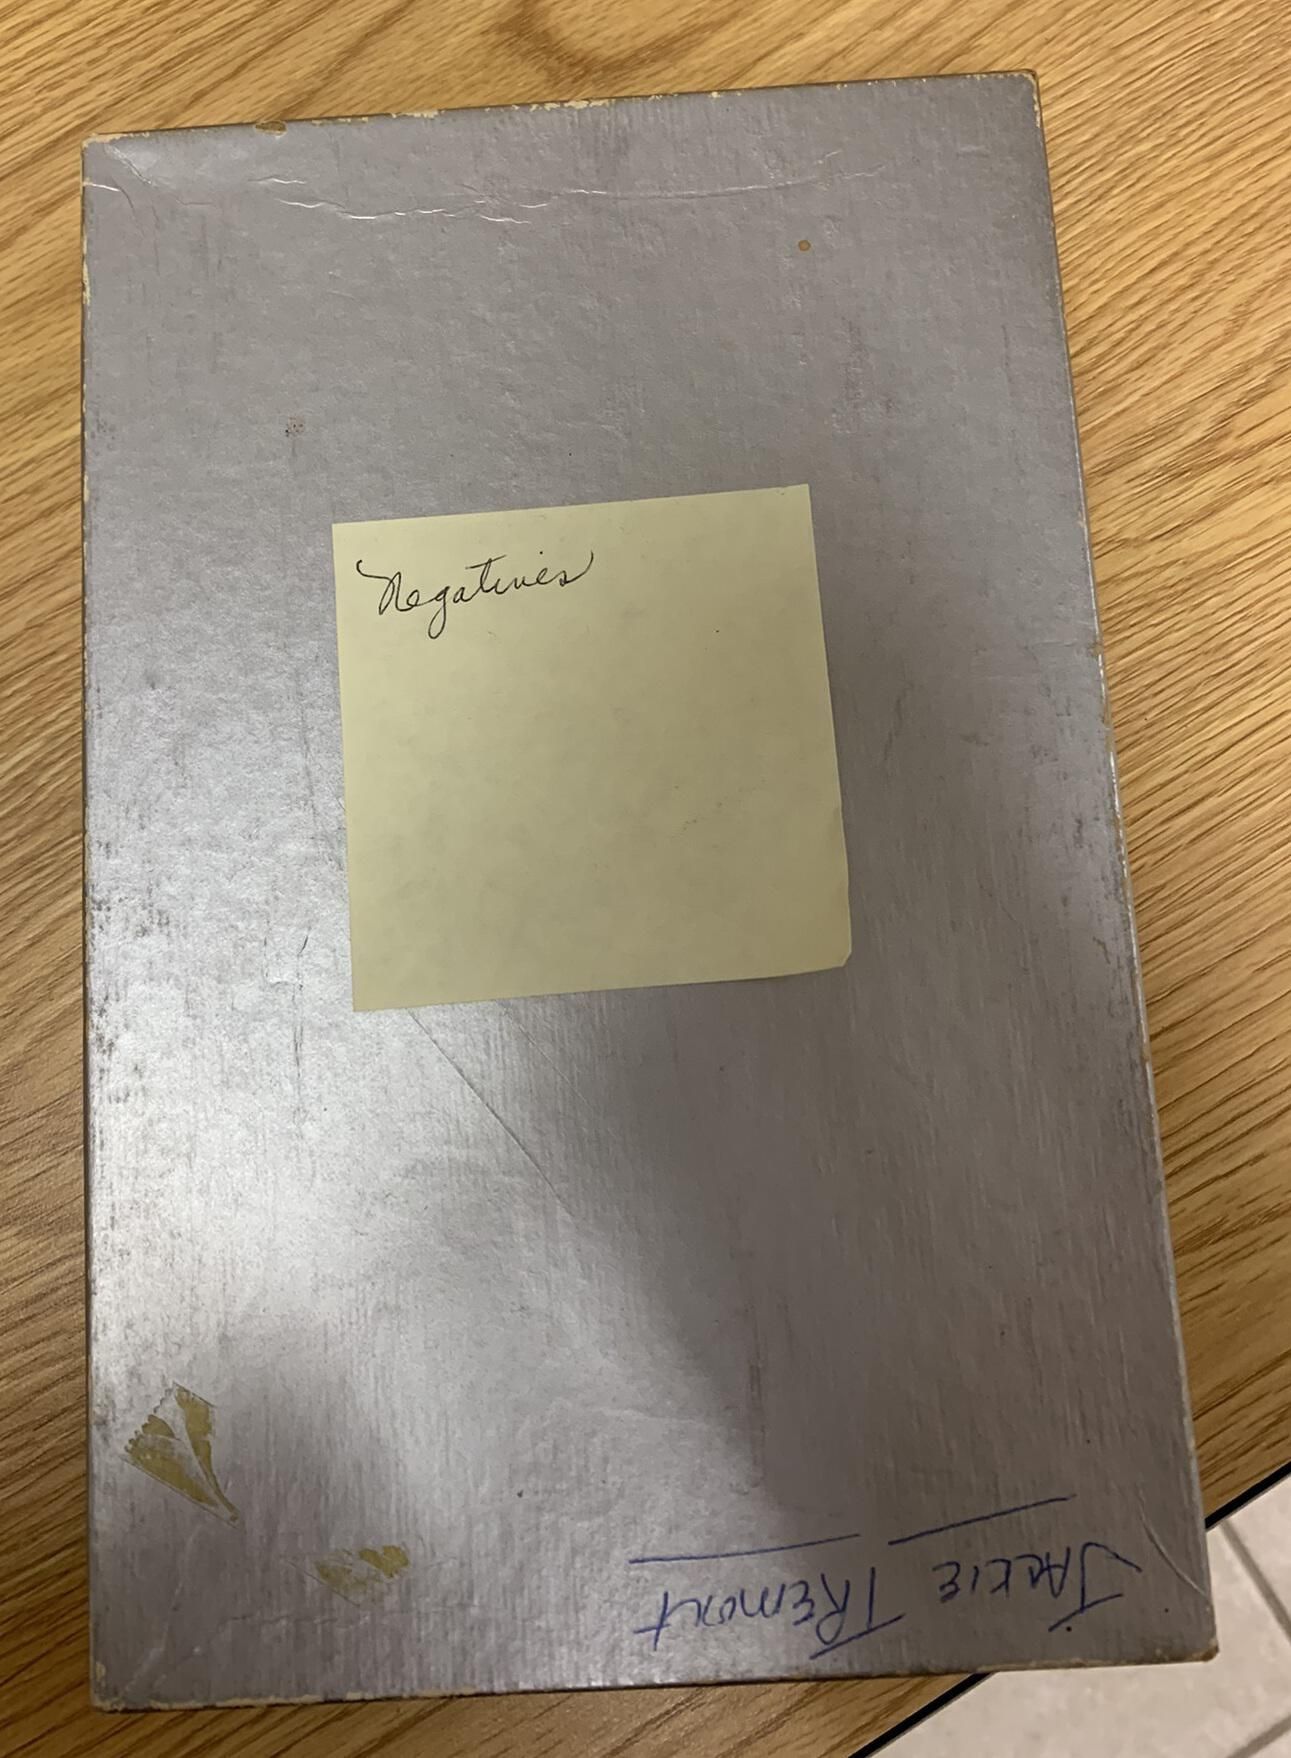 Negatives
Jackie Tremont